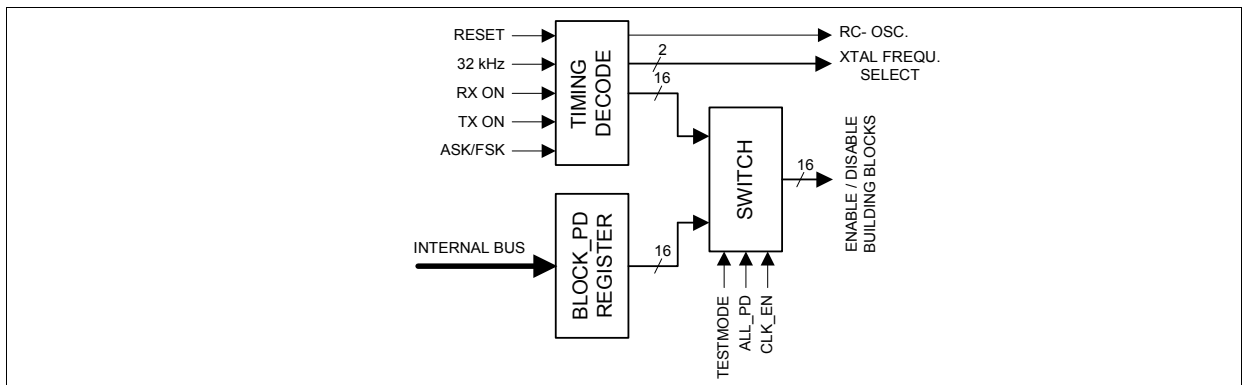 RESET
32 kHz
RX ON
TX ON
ASK/FSK
TIMING
DECODE
RC- OSC.
2
XTAL FREQU.
SELECT
16
SWITCH
16
ENABLE / DISABLE
BUILDING BLOCKS
INTERNAL BUS
BLOCK_PD
REGISTER
16
TESTMODE
ALL_PD
CLK_EN